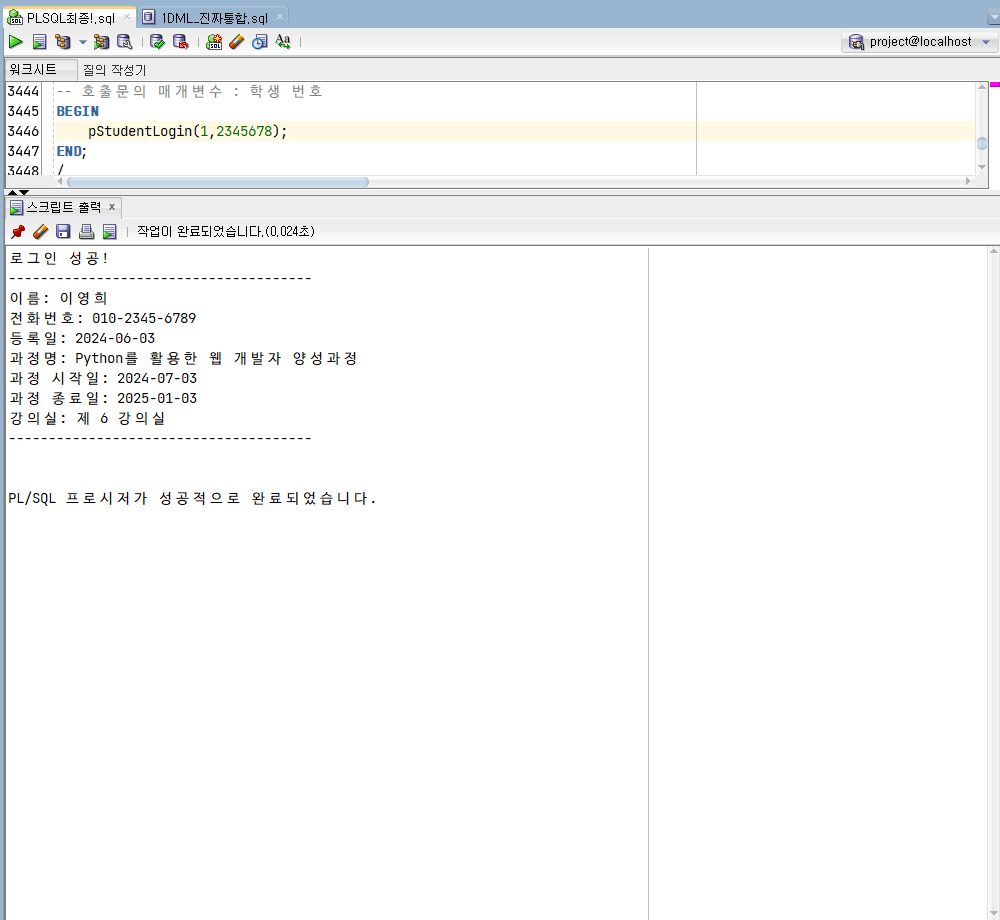 PLSQL최종!.sql
1DML_진짜통합.sql
project@localhost
워크시트 질의 작성기
3444 -- 호출문의 매개변수 : 학생 번호
3445 BEGIN
3446 pStudentLogin(1,2345678);
3447 END;
3448 /
스크립트 출력
작업이 완료되었습니다.(0.024초)
로그인 성공!
--------------------------------------
이름: 이영희
전화번호: 010-2345-6789
등록일: 2024-06-03
과정명: Python를 활용한 웹 개발자 양성과정
과정 시작일: 2024-07-03
과정 종료일: 2025-01-03
강의실: 제 6 강의실
--------------------------------------
PL/SQL 프로시저가 성공적으로 완료되었습니다.